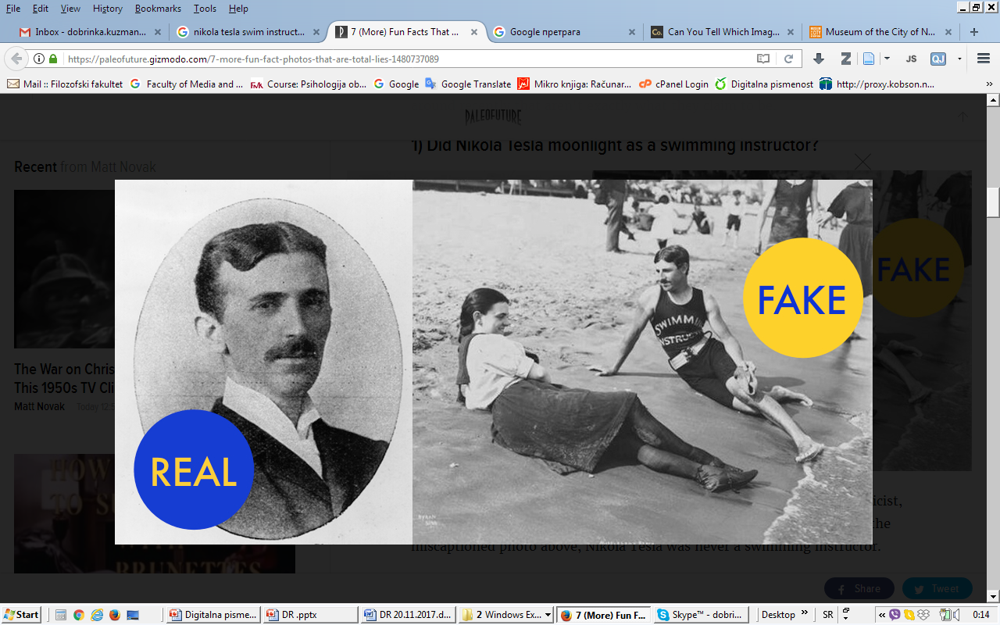 File Edit View History Bookmarks Tools Help
Inbox - dobrinka.kuzman...
nikola tesla swim instruct...
7 (More) Fun Facts That ...
Google претрага
Can You Tell Which Imag...
Museum of the City of N...
https://paleofuture.gizmodo.com/7-more-fun-fact-photos-that-are-total-lies-1480737089
JS
QJ
Mail :: Filozofski fakultet
Faculty of Media and ...
Course: Psihologija ob...
Google
Google Translate
Mikro knjiga: Računar...
cPanel Login
Digitalna pismenost
http://proxy.kobson.n...
PALEOFUTURE
1) Did Nikola Tesla moonlight as a swimming instructor?
Recent from Matt Novak
FAKE
FAKE
SWIMMIN
INSTRUC
REAL
The War on Chris
This 1950s TV Cli
Matt Novak Today 12:5
HOW
TO S
BRUNETTES
icist,
the
miscaptioned photo above, Nikola Tesla was never a swimming instructor.
Share
Tweet
Start
Digitalna pisme...
DR .pptx
DR 20.11.2017.d...
2 Windows Ex...
7 (More) Fun F...
Skype™ - dobri...
Desktop
SR
0:14